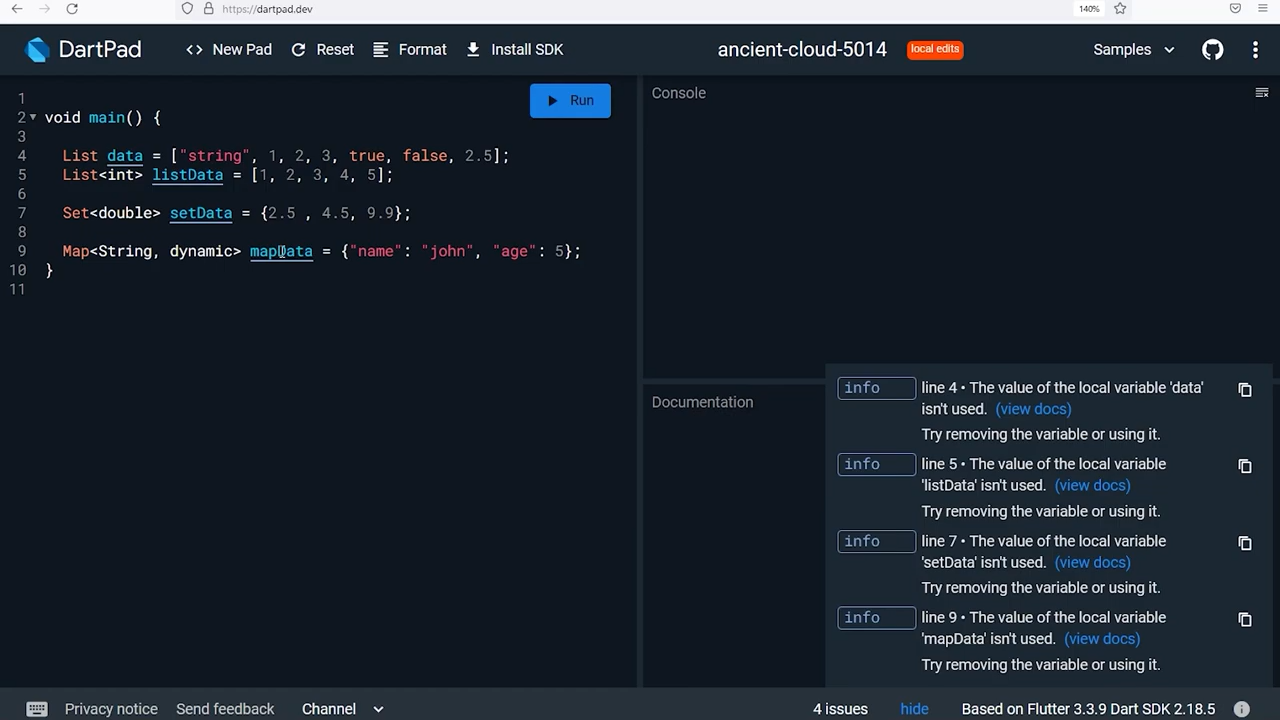 https://dartpad.dev
140%
DartPad
<> New Pad
Reset
Format
Install SDK
ancient-cloud-5014
local edits
Samples
Run
1
2 void main() {
3
4 List data = ["string", 1, 2, 3, true, false, 2.5];
5 List<int> listData = [1, 2, 3, 4, 5];
6
7 Set<double> setData = {2.5 , 4.5, 9.9};
8
9 Map<String, dynamic> mapData = {"name": "john", "age": 5};
10 }
11
Console
Documentation
info line 4 • The value of the local variable 'data'
isn't used. (view docs)
Try removing the variable or using it.
info line 5 • The value of the local variable
'listData' isn't used. (view docs)
Try removing the variable or using it.
info line 7 • The value of the local variable
'setData' isn't used. (view docs)
Try removing the variable or using it.
info line 9 • The value of the local variable
'mapData' isn't used. (view docs)
Try removing the variable or using it.
Privacy notice
Send feedback
Channel
4 issues
hide
Based on Flutter 3.3.9 Dart SDK 2.18.5